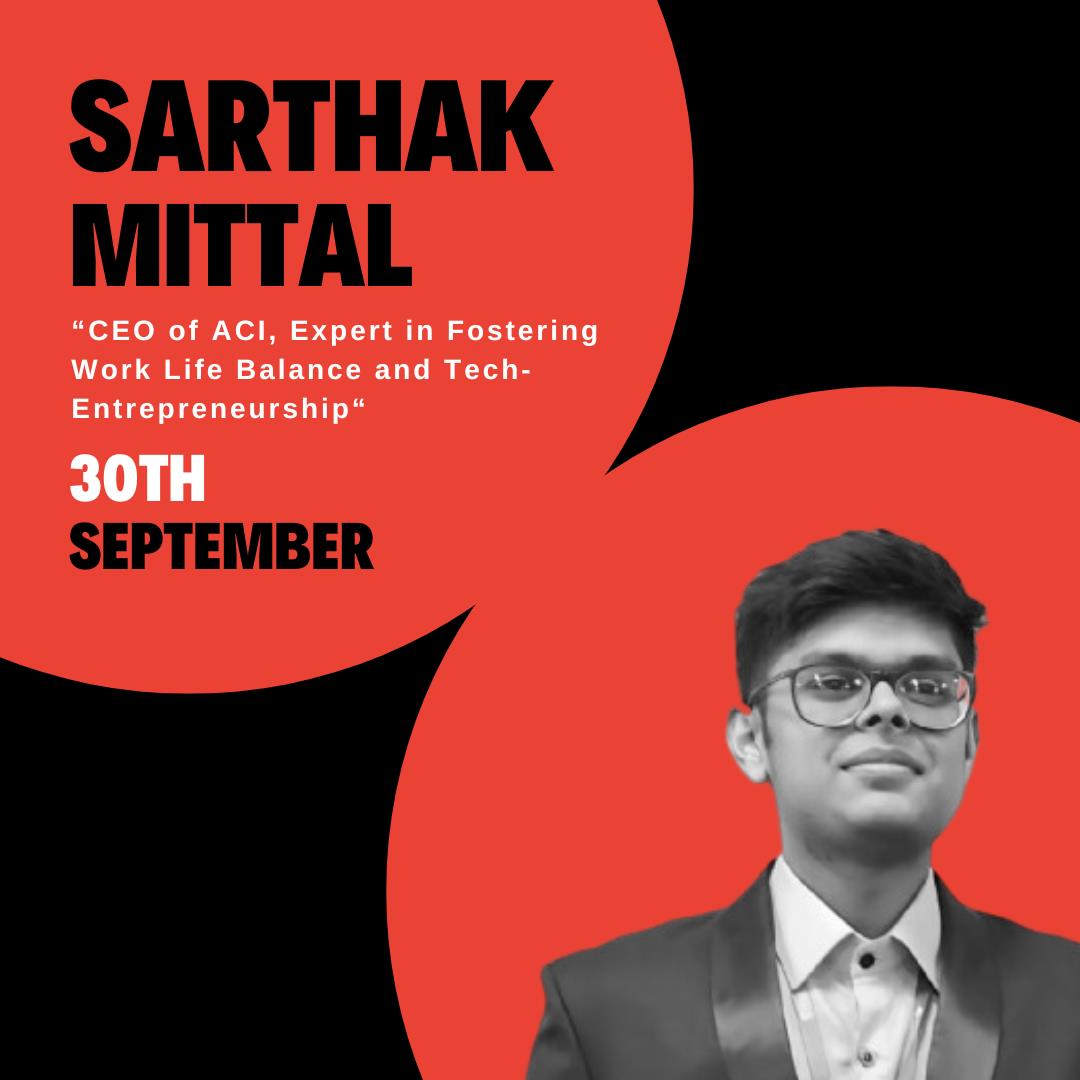 SARTHAK
MITTAL
“CEO of ACI, Expert in Fostering
Work Life Balance and Tech-
Entrepreneurship“
30TH
SEPTEMBER